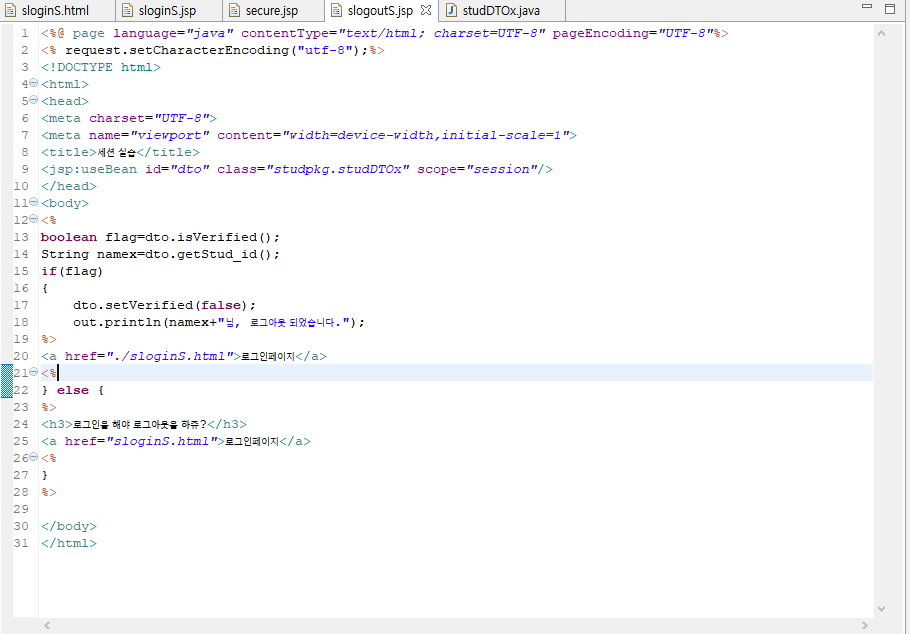 sloginS.html sloginS.jsp secure.jsp slogoutS.jsp studDTOx.java
1 <%@ page language="java" contentType="text/html; charset=UTF-8" pageEncoding="UTF-8"%>
2 <% request.setCharacterEncoding("utf-8");%>
3 <!DOCTYPE html>
4 <html>
5 <head>
6 <meta charset="UTF-8">
7 <meta name="viewport" content="width=device-width,initial-scale=1">
8 <title>세션 실습</title>
9 <jsp:useBean id="dto" class="studpkg.studDTOx" scope="session"/>
10 </head>
11 <body>
12 <%
13 boolean flag=dto.isVerified();
14 String namex=dto.getStud_id();
15 if(flag)
16 {
17     dto.setVerified(false);
18     out.println(namex+"님, 로그아웃 되었습니다.");
19 %>
20 <a href="./sloginS.html">로그인페이지</a>
21 <%
22 } else {
23 %>
24 <h3>로그인을 해야 로그아웃을 하쥬?</h3>
25 <a href="sloginS.html">로그인페이지</a>
26 <%
27 }
28 %>
29
30 </body>
31 </html>